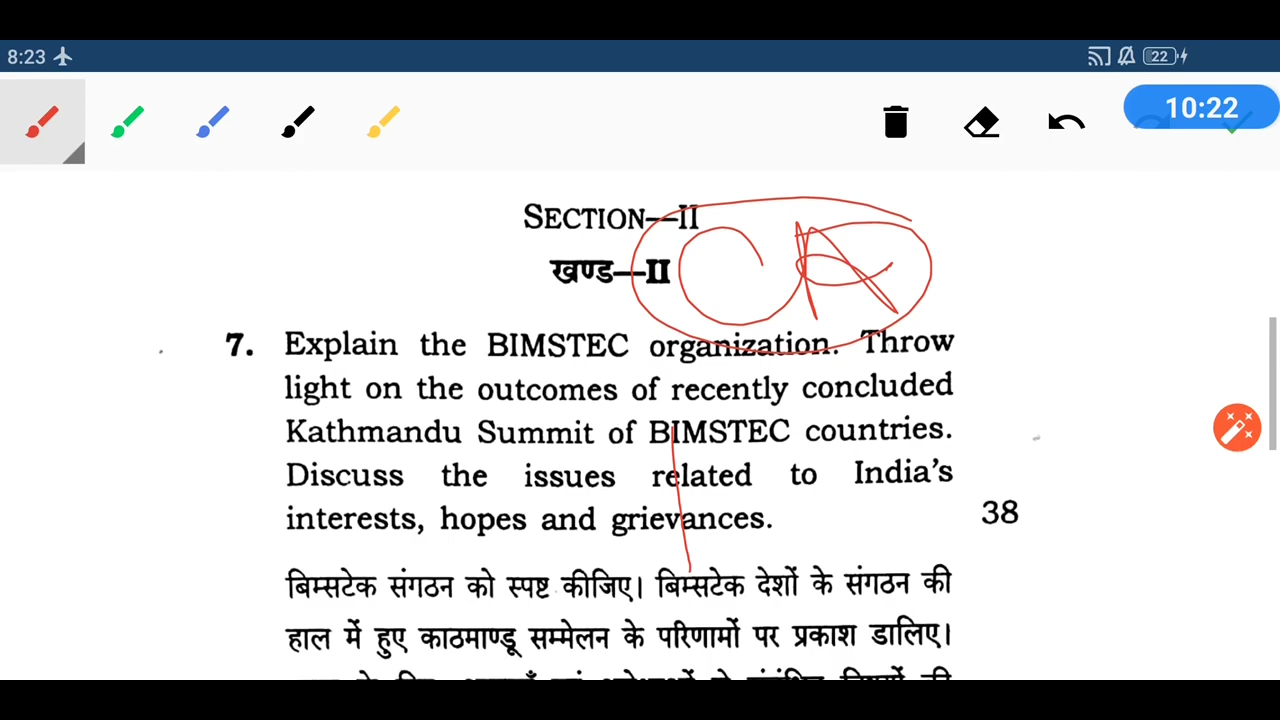 8:23
22
10:22
SECTION—II
खण्ड—II
CA
7. Explain the BIMSTEC organization. Throw
light on the outcomes of recently concluded
Kathmandu Summit of BIMSTEC countries.
Discuss the issues related to India's
interests, hopes and grievances. 38
बिम्सटेक संगठन को स्पष्ट कीजिए। बिम्सटेक देशों के संगठन की
हाल में हुए काठमाण्डू सम्मेलन के परिणामों पर प्रकाश डालिए।